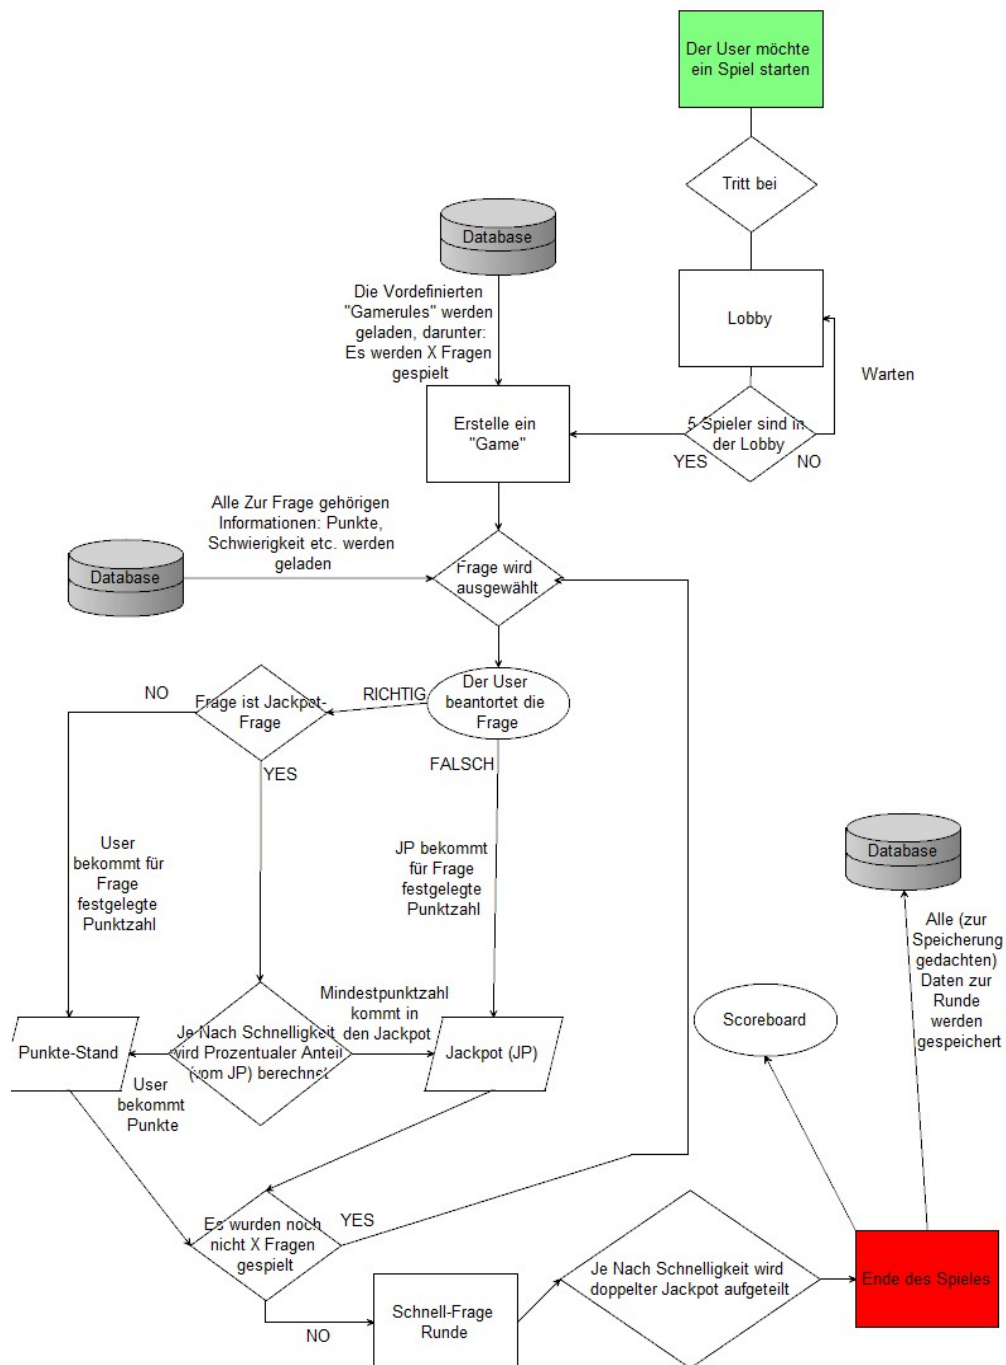 Der User möchte
ein Spiel starten
Tritt bei
Database
Die Vordefinierten
"Gamerules" werden
geladen, darunter:
Es werden X Fragen
gespielt
Lobby
Warten
Erstelle ein
"Game"
5 Spieler sind in
der Lobby
YES
NO
Alle Zur Frage gehörigen
Informationen: Punkte,
Schwierigkeit etc. werden
geladen
Database
Frage wird
ausgewählt
NO
Frage ist Jackpot-
Frage
RICHTIG
Der User
beantortet die
Frage
YES
FALSCH
User
bekommt für
Frage
festgelegte
Punktzahl
JP bekommt
für Frage
festgelegte
Punktzahl
Database
Alle (zur
Speicherung
gedachten)
Daten zur
Runde
werden
gespeichert
Mindestpunktzahl
kommt in
den Jackpot
Scoreboard
Punkte-Stand
Je Nach Schnelligkeit
wird Prozentualer Anteil
(vom JP) berechnet
Jackpot (JP)
User
bekommt
Punkte
Es wurden noch
nicht X Fragen
gespielt
YES
NO
Schnell-Frage
Runde
Je Nach Schnelligkeit wird
doppelter Jackpot aufgeteilt
Ende des Spieles